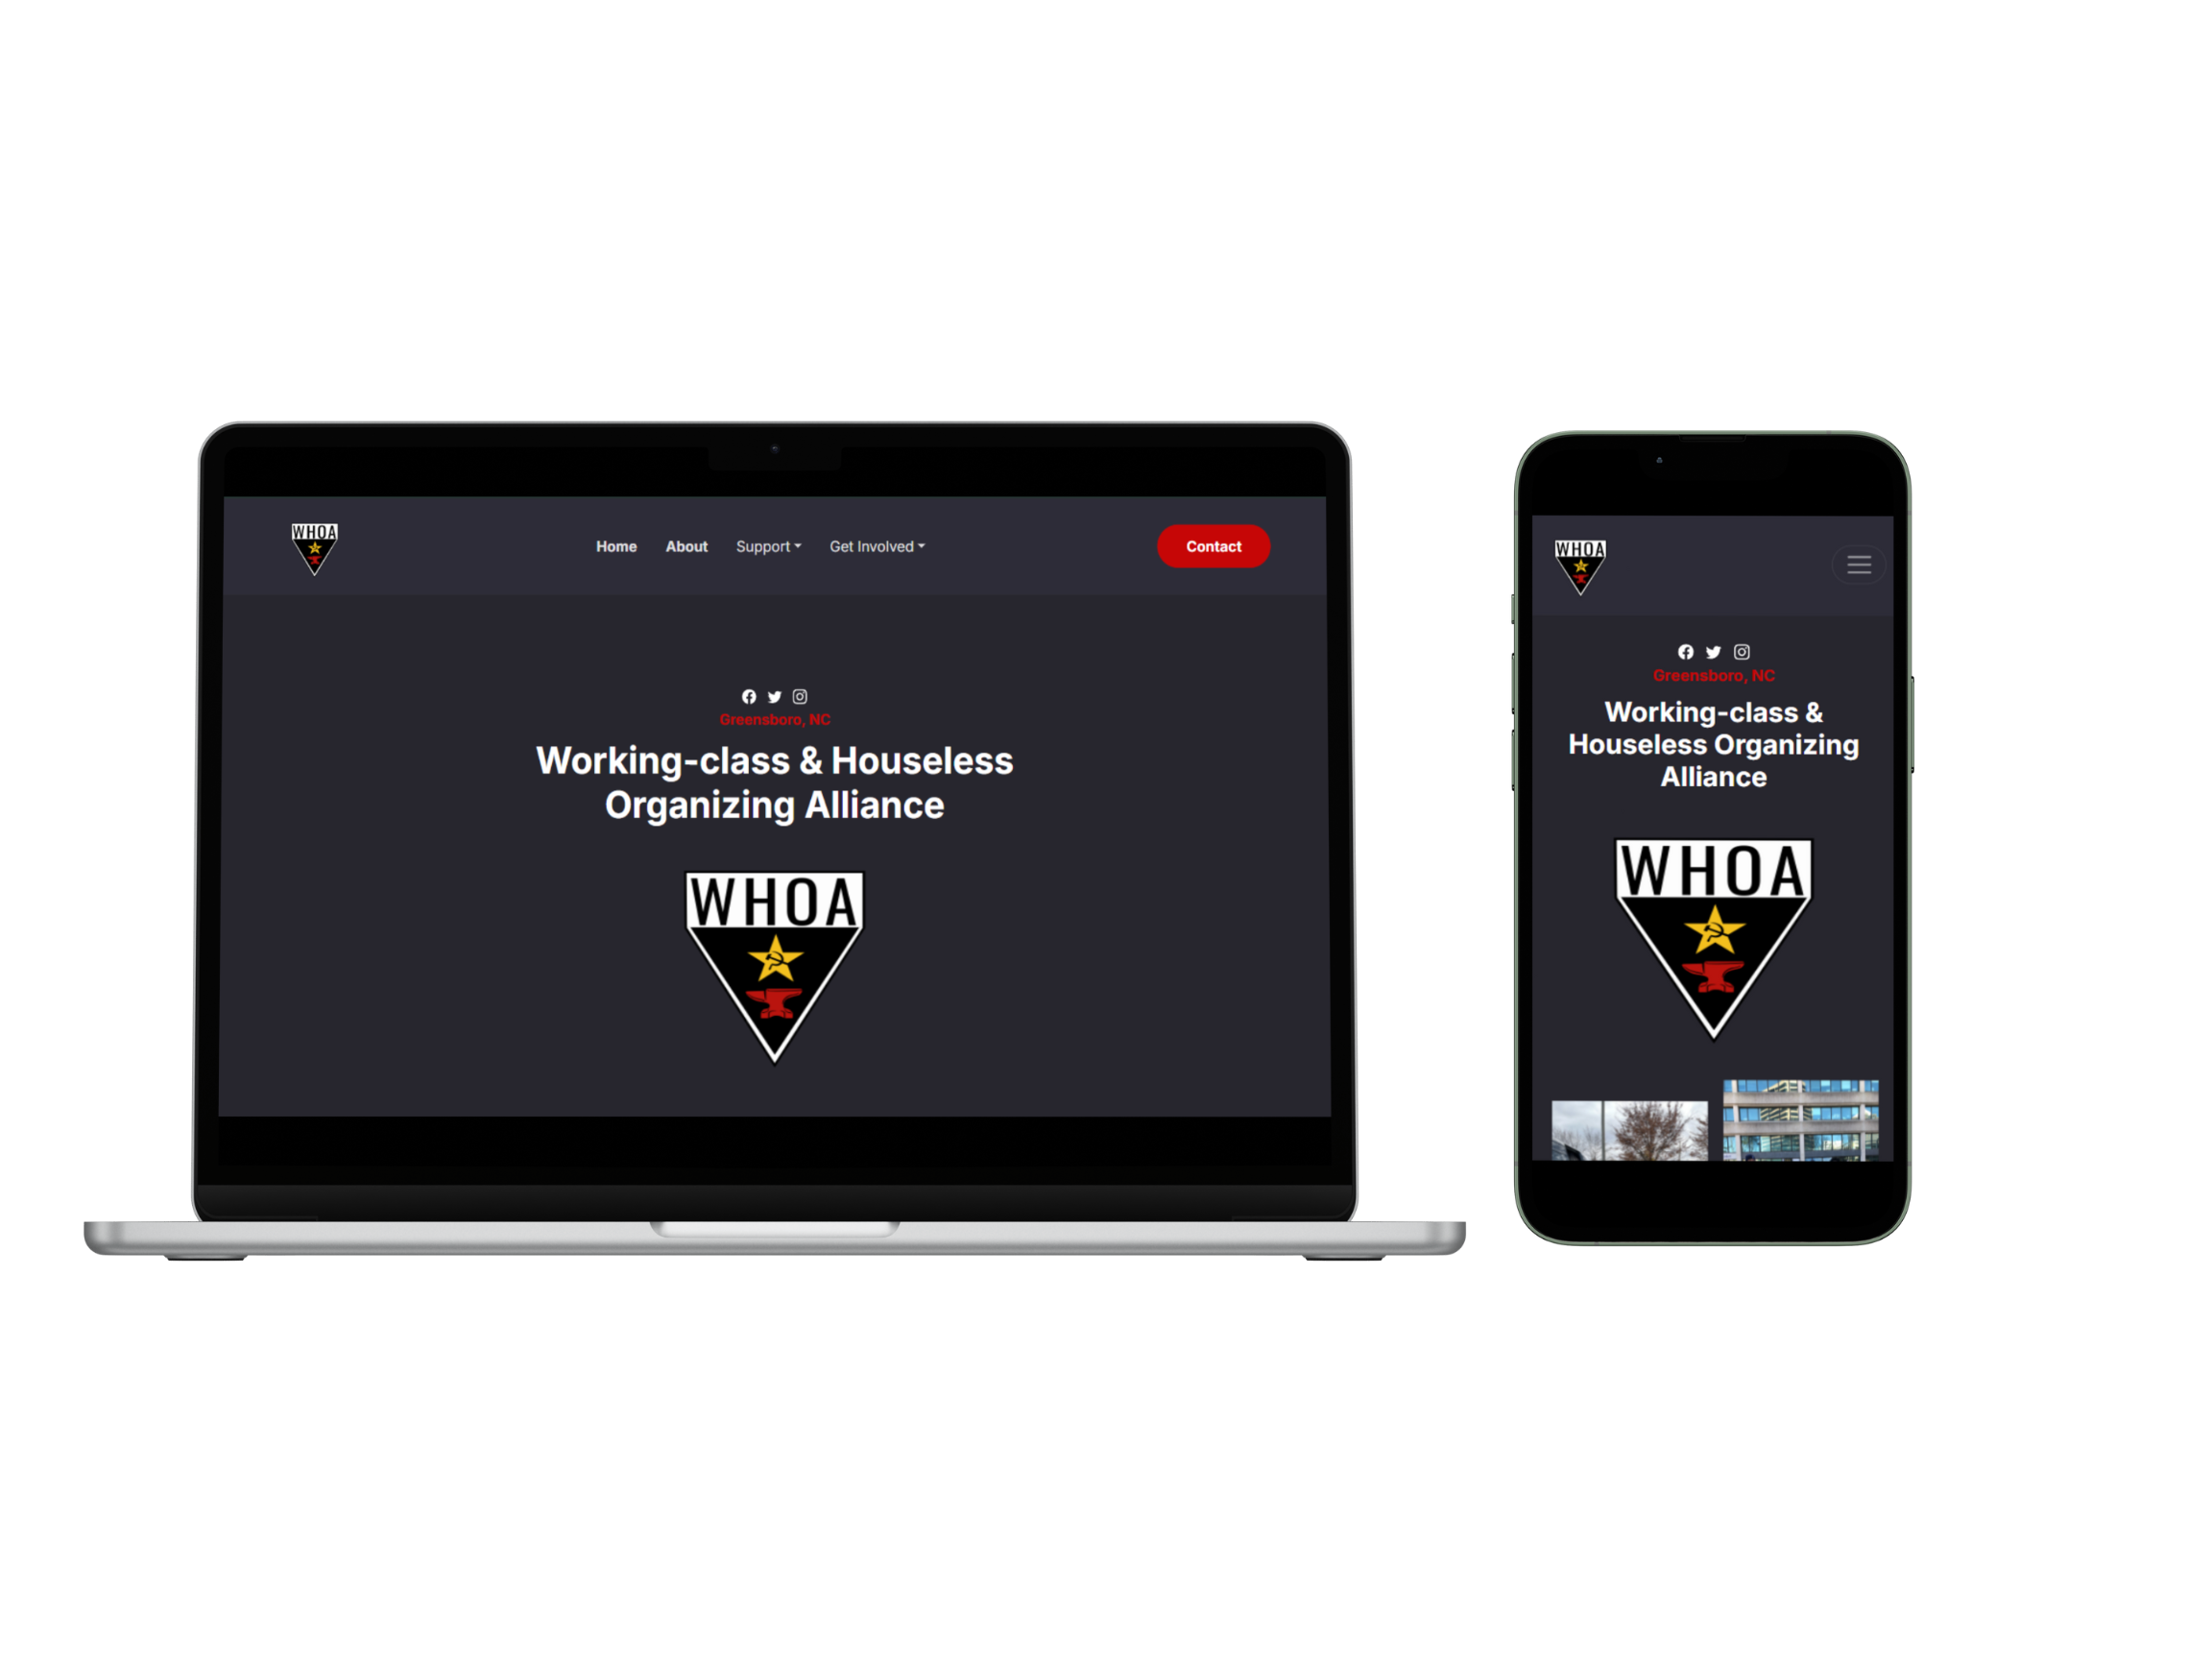 WHOA
Home About Support Get Involved
Contact
Greensboro, NC
Working-class & Houseless
Organizing Alliance
WHOA
WHOA
Greensboro, NC
Working-class &
Houseless Organizing
Alliance
WHOA